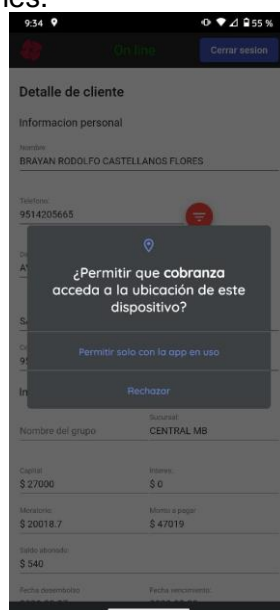 nes.
9:34
55 %
On line
Cerrar sesion
Detalle de cliente
Informacion personal
Nombre
BRAYAN RODOLFO CASTELLANOS FLORES
Telefono:
9514205665
¿Permitir que cobranza
acceda a la ubicación de este
dispositivo?
Permitir solo con la app en uso
Rechazar
In
Nombre del grupo
Sucursal:
CENTRAL MB
Capital:
$ 27000
Interes:
$ 0
Moratorio:
$ 20018.7
Monto a pagar:
$ 47019
Saldo abonado:
$ 540
Fecha desembolso:
Fecha vencimiento: